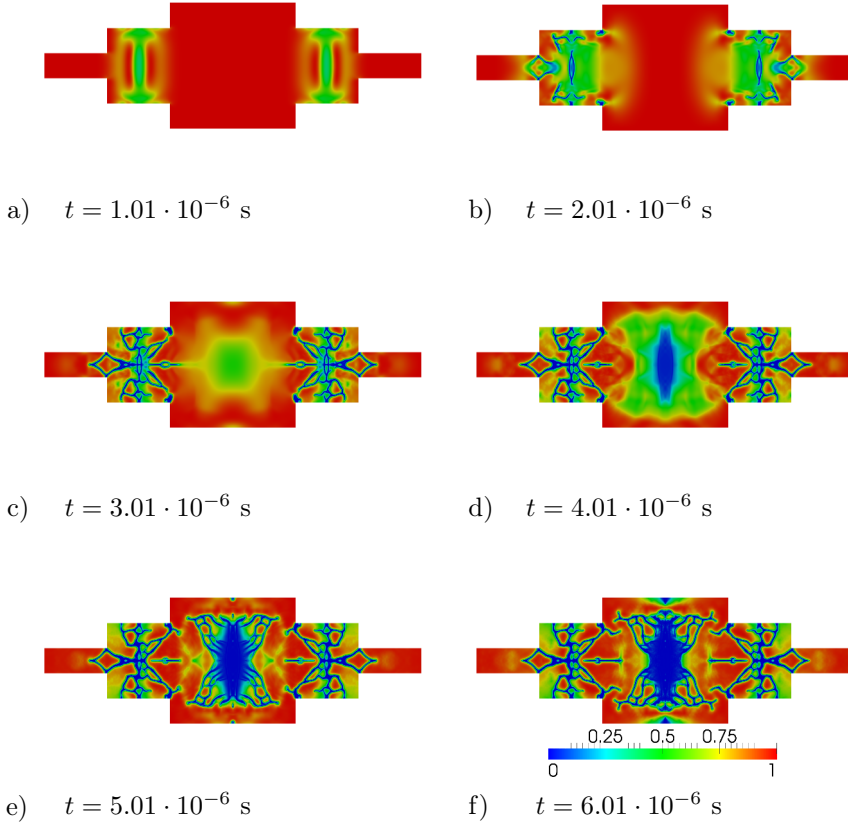 a) t = 1.01 · 10⁻⁶ s
b) t = 2.01 · 10⁻⁶ s
c) t = 3.01 · 10⁻⁶ s
d) t = 4.01 · 10⁻⁶ s
0.25 0.5 0.75
0 1
e) t = 5.01 · 10⁻⁶ s
f) t = 6.01 · 10⁻⁶ s